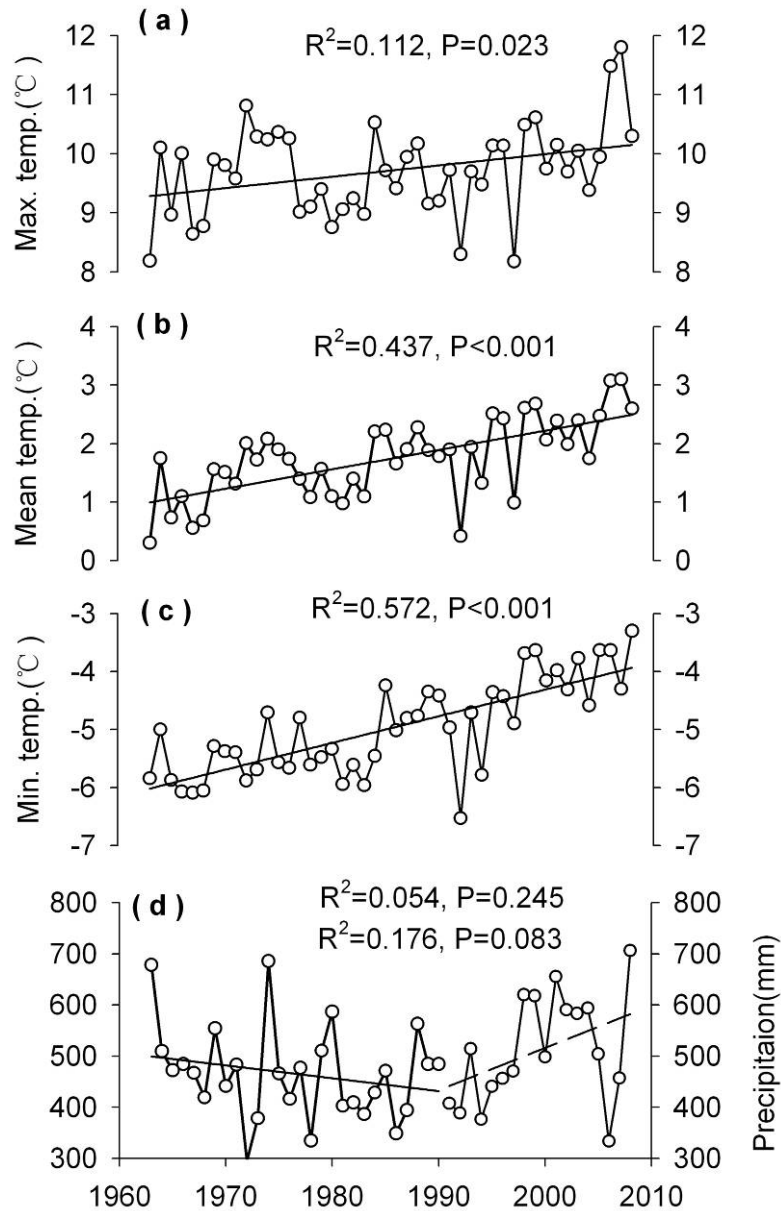 ( a )
R²=0.112, P=0.023
12 12
11 11
10 10
9 9
8 8
Max. temp.(℃)
( b )
R²=0.437, P<0.001
4 4
3 3
2 2
1 1
0 0
Mean temp.(℃)
( c )
R²=0.572, P<0.001
-3 -3
-4 -4
-5 -5
-6 -6
-7 -7
Min. temp.(℃)
( d )
R²=0.054, P=0.245
R²=0.176, P=0.083
800 800
700 700
600 600
500 500
400 400
300 300
Precipitaion(mm)
1960 1970 1980 1990 2000 2010